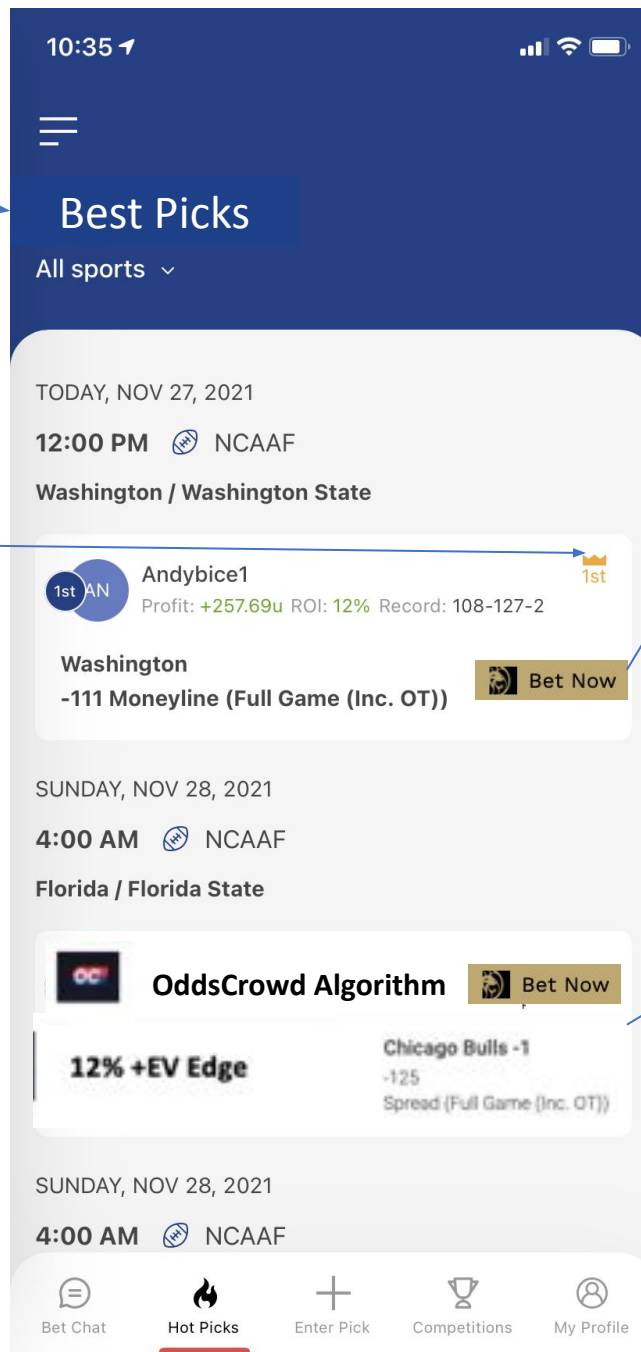 10:35
Best Picks
All sports
TODAY, NOV 27, 2021
12:00 PM NCAAF
Washington / Washington State
1st AN Andybice1 1st
Profit: +257.69u ROI: 12% Record: 108-127-2
Washington
-111 Moneyline (Full Game (Inc. OT))
Bet Now
SUNDAY, NOV 28, 2021
4:00 AM NCAAF
Florida / Florida State
OC OddsCrowd Algorithm Bet Now
12% +EV Edge
Chicago Bulls -1
-125
Spread (Full Game (Inc. OT))
SUNDAY, NOV 28, 2021
4:00 AM NCAAF
Bet Chat Hot Picks Enter Pick Competitions My Profile